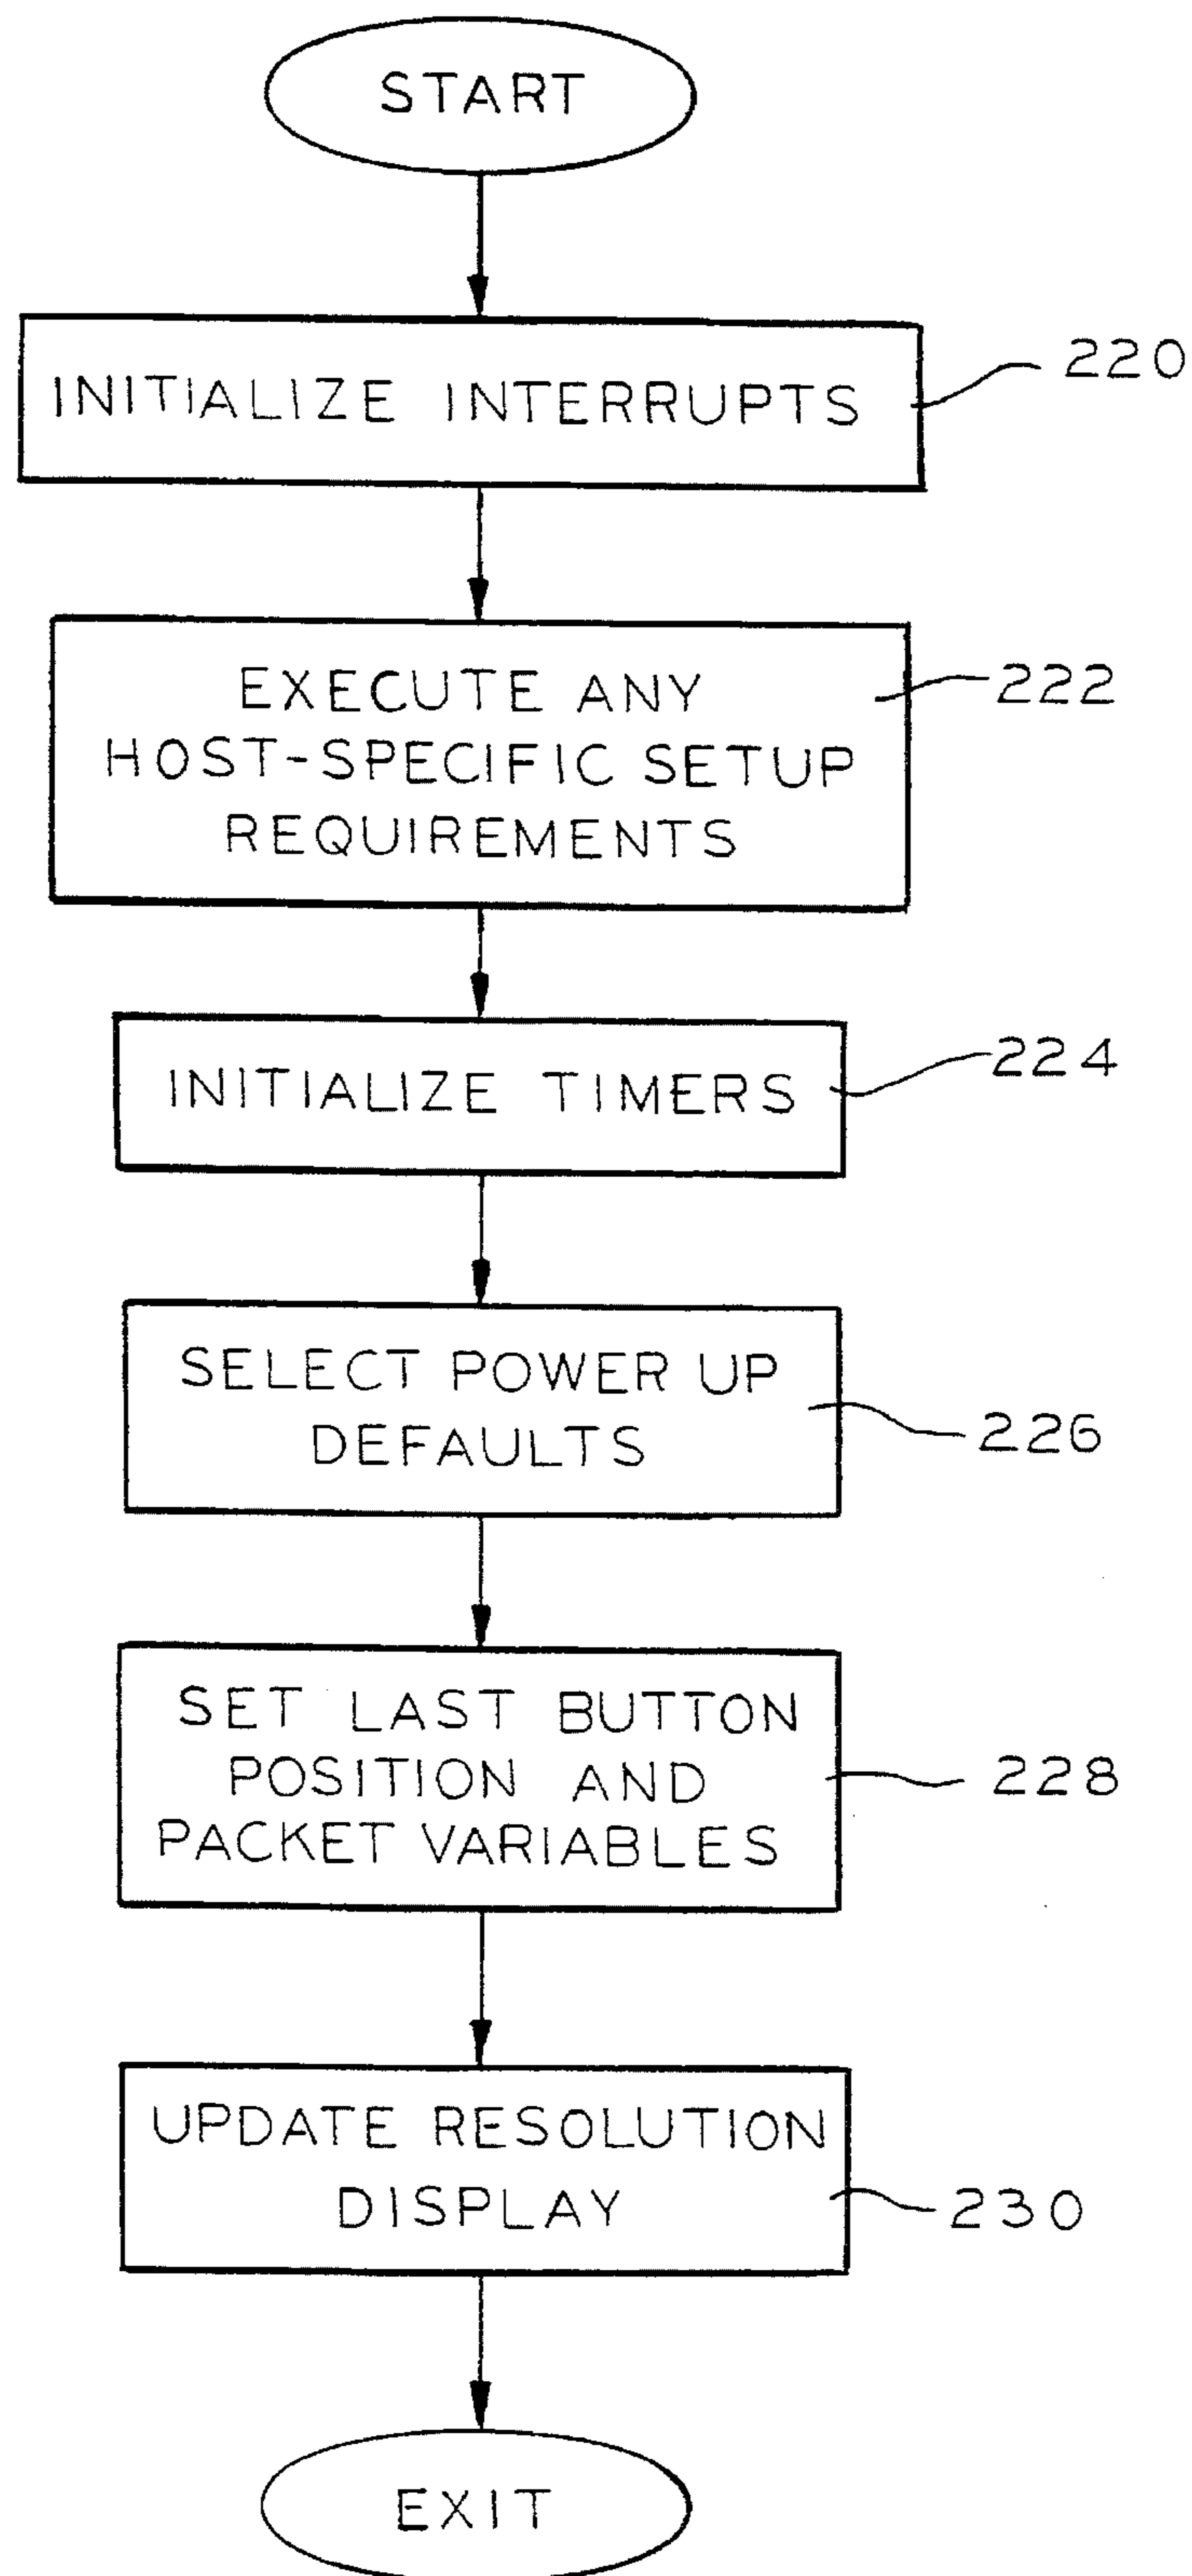 START
INITIALIZE INTERRUPTS
220
EXECUTE ANY
HOST-SPECIFIC SETUP
REQUIREMENTS
222
INITIALIZE TIMERS
224
SELECT POWER UP
DEFAULTS
226
SET LAST BUTTON
POSITION AND
PACKET VARIABLES
228
UPDATE RESOLUTION
DISPLAY
230
EXIT